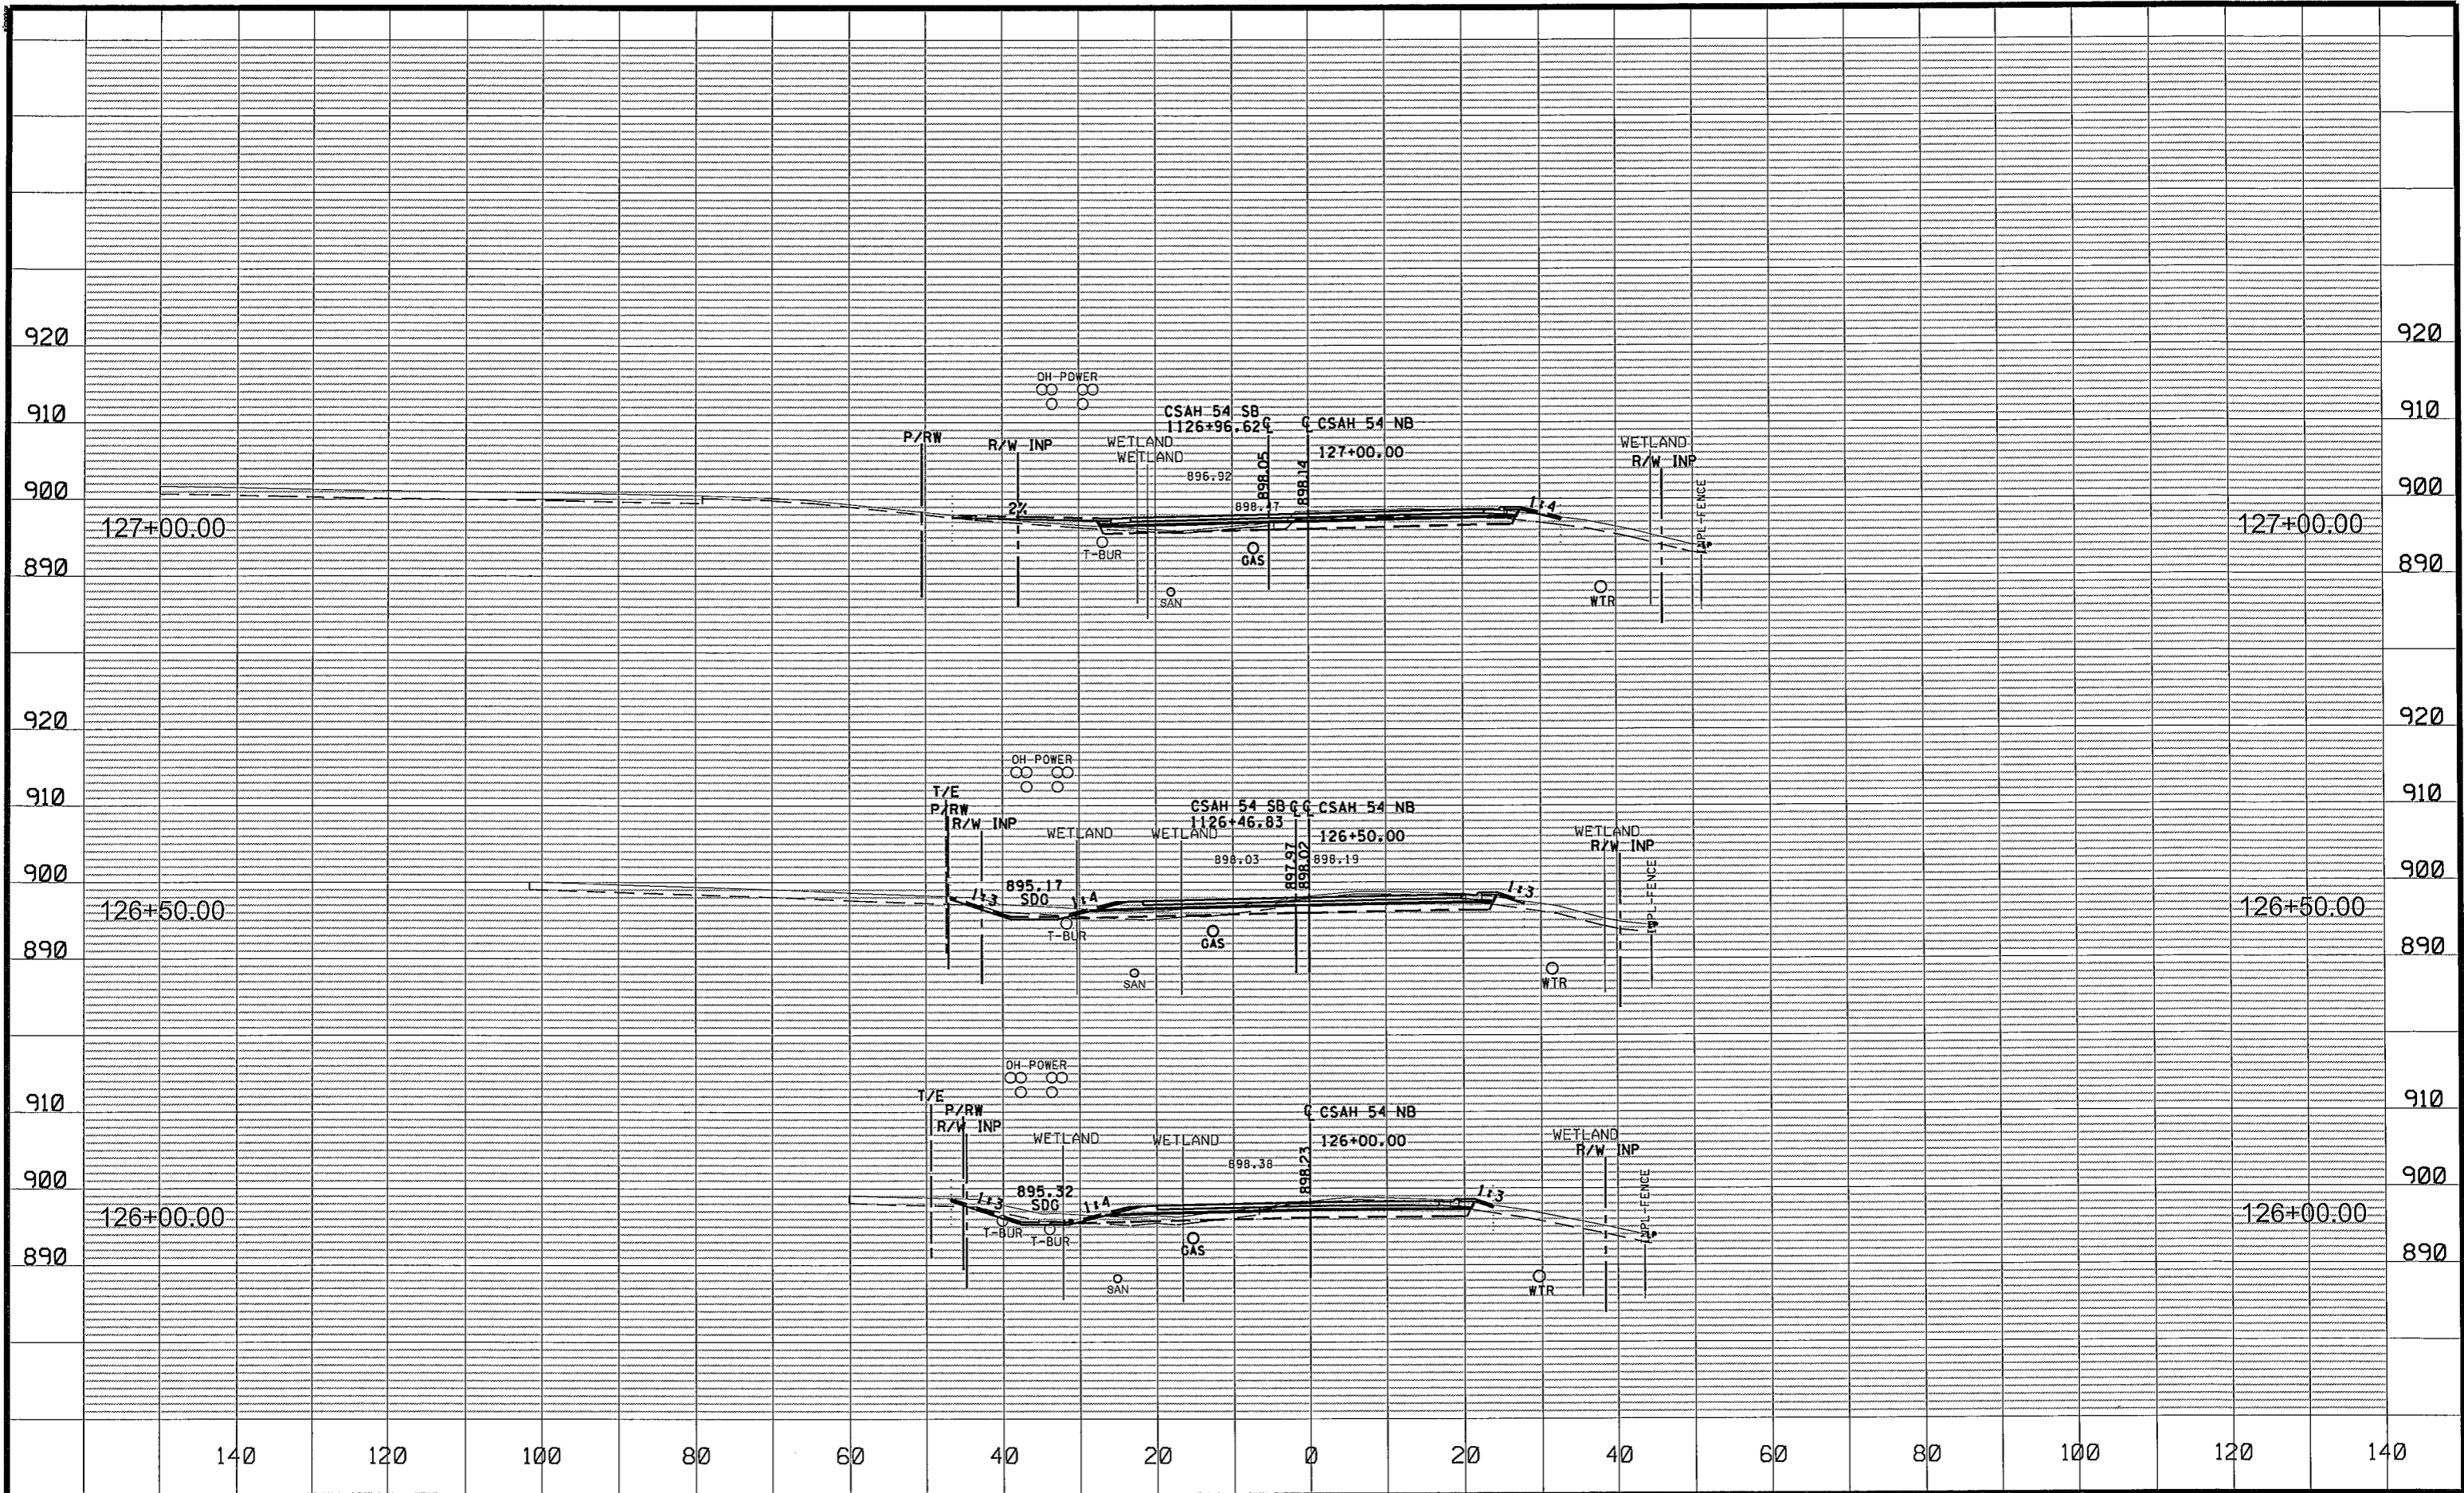 920 920
OH-POWER
910 910
CSAH 54 SB ℄ ℄ CSAH 54 NB
1126+96.62
P/RW R/W INP WETLAND WETLAND
WETLAND 127+00.00 R/W INP
896.92 898.05 898.14
900 900
2% 1:4 INPL-FENCE
127+00.00 127+00.00
T-BUR GAS
890 890
SAN WTR
920 920
OH-POWER
910 910
T/E
P/RW CSAH 54 SB ℄ ℄ CSAH 54 NB
R/W INP 1126+46.83
WETLAND WETLAND 126+50.00 WETLAND
R/W INP
898.03 897.97 898.02 898.19
900 900
1:3 895.17 1:4 1:3 INPL-FENCE
SDG
126+50.00 126+50.00
T-BUR GAS
890 890
SAN WTR
OH-POWER
T/E
910 910
P/RW ℄ CSAH 54 NB
R/W INP
WETLAND WETLAND 126+00.00 WETLAND
R/W INP
898.38 898.23
900 900
1:3 895.32 1:4 1:3 INPL-FENCE
SDG
126+00.00 126+00.00
T-BUR T-BUR GAS
890 890
SAN WTR
140 120 100 80 60 40 20 0 20 40 60 80 100 120 140